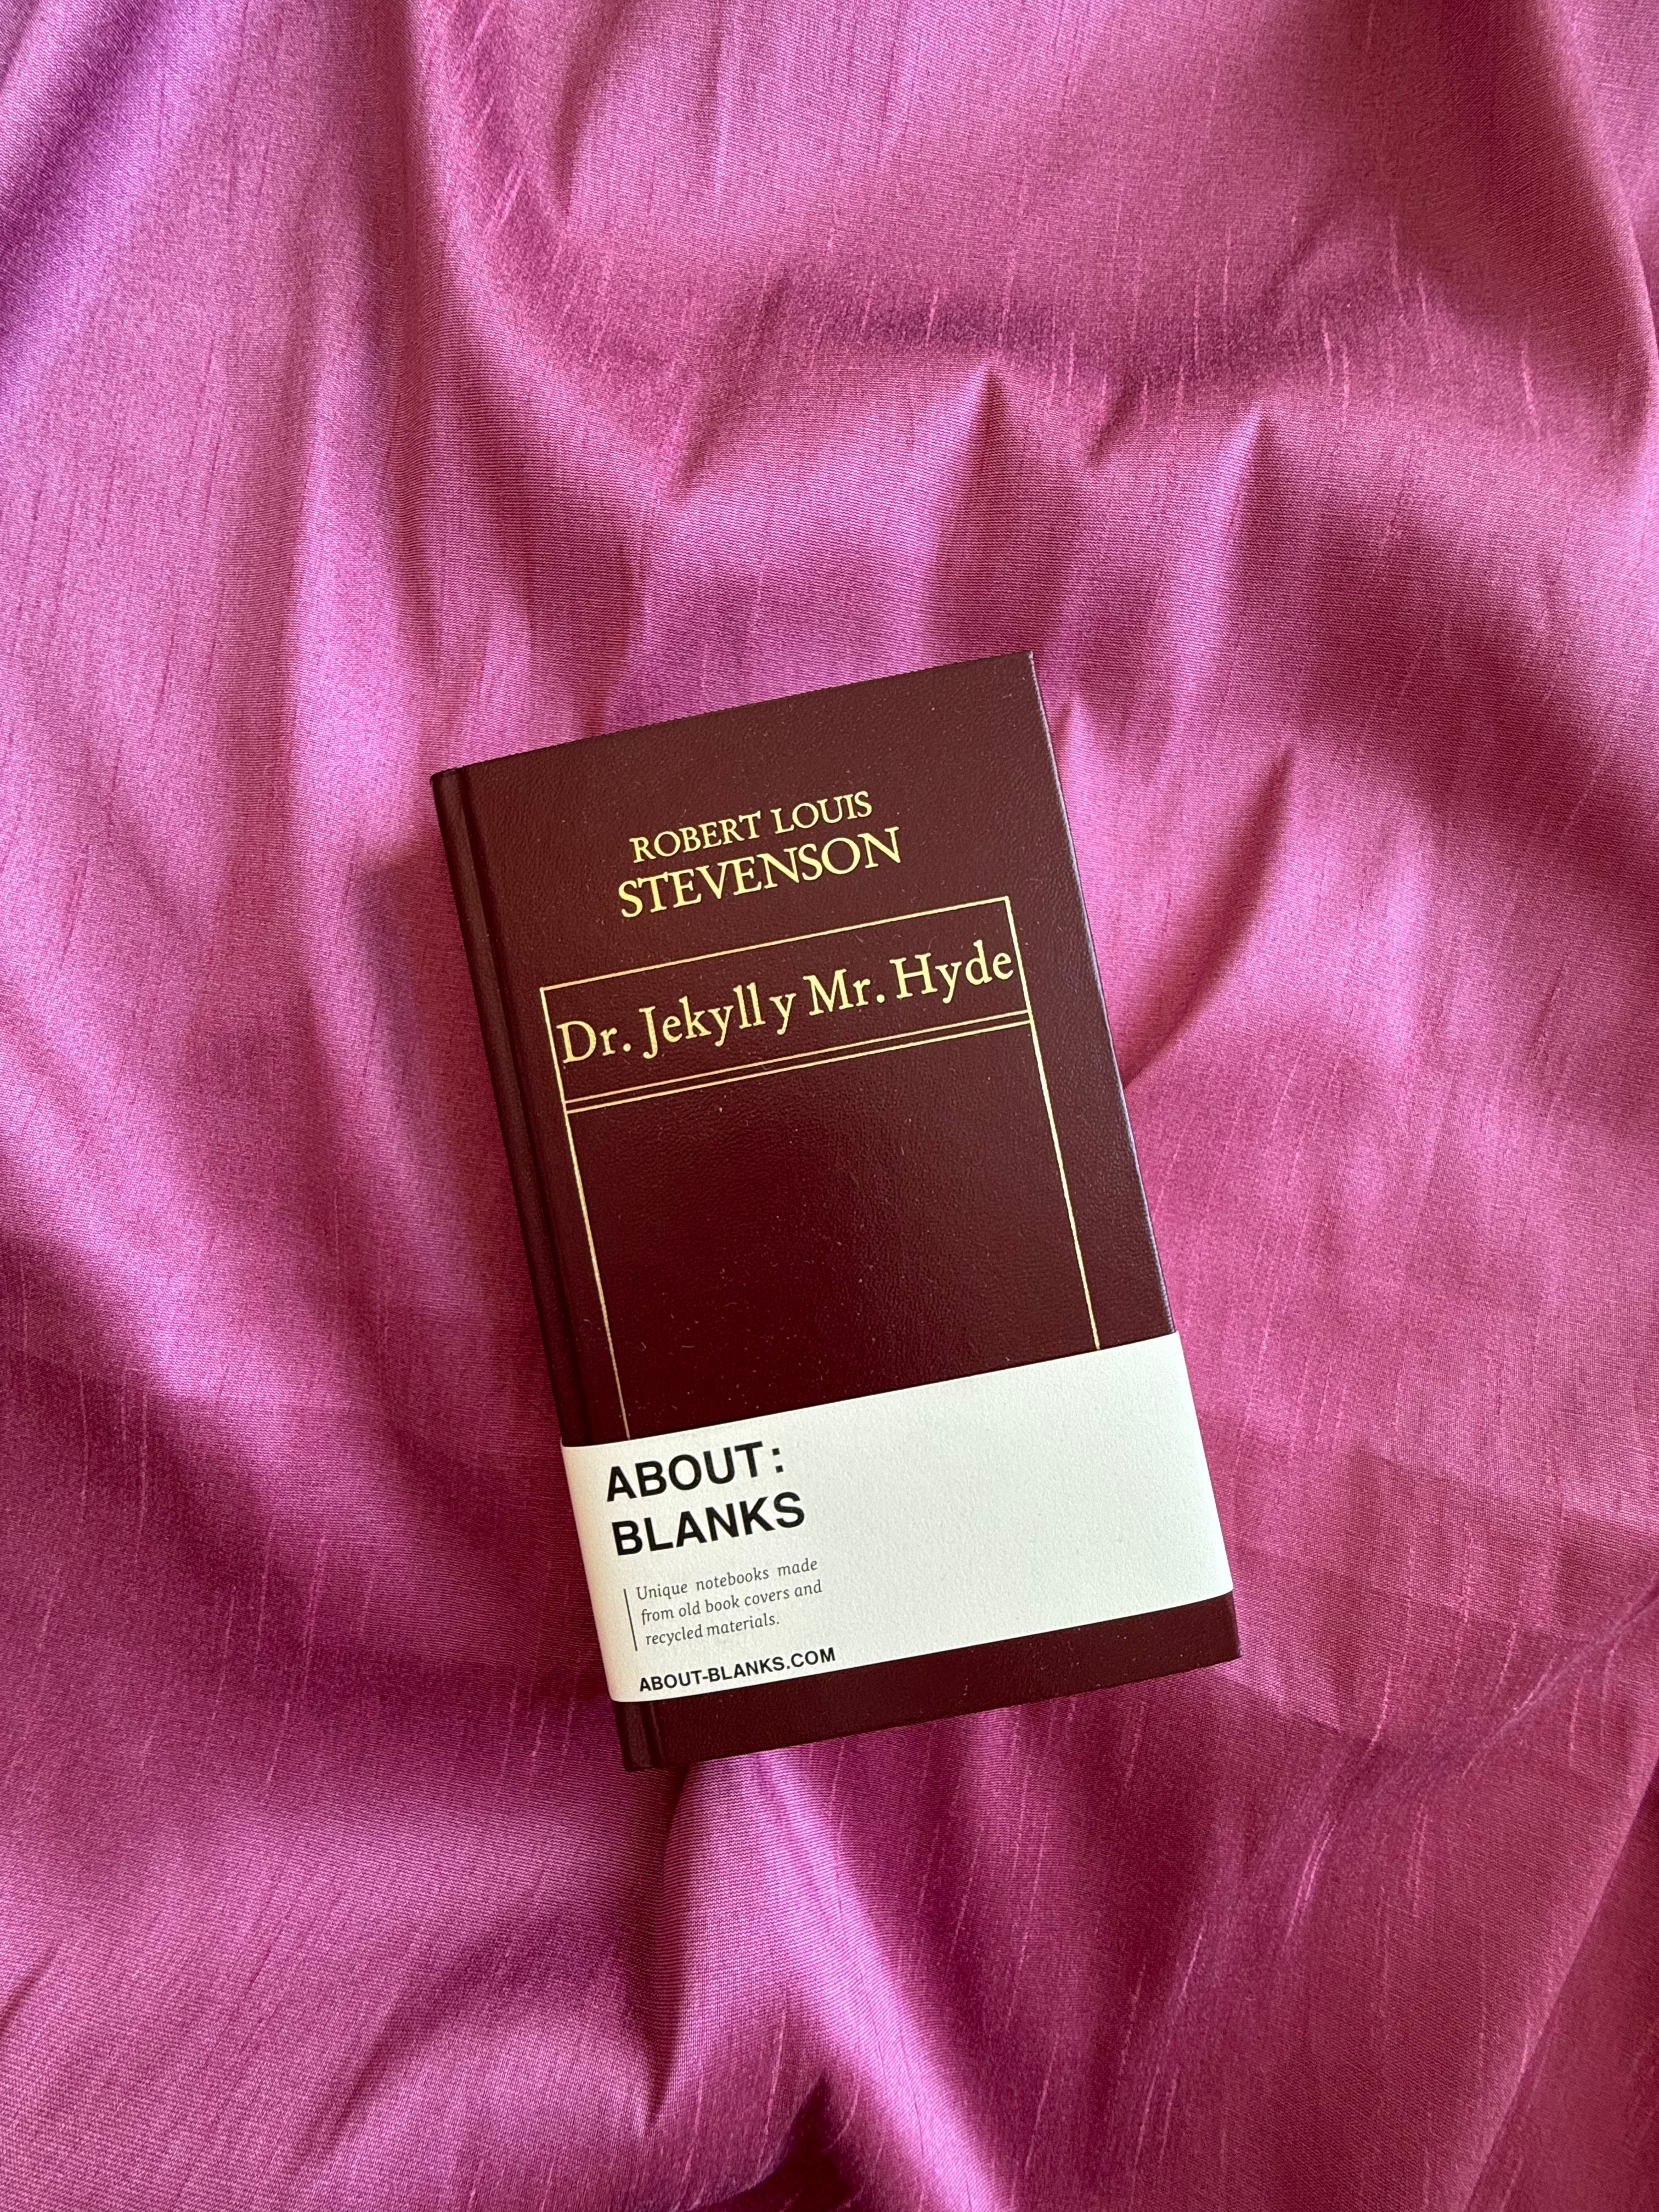 ROBERT LOUIS
STEVENSON
Dr. Jekyll y Mr. Hyde
ABOUT:
BLANKS
Unique notebooks made
from old book covers and
recycled materials.
ABOUT-BLANKS.COM